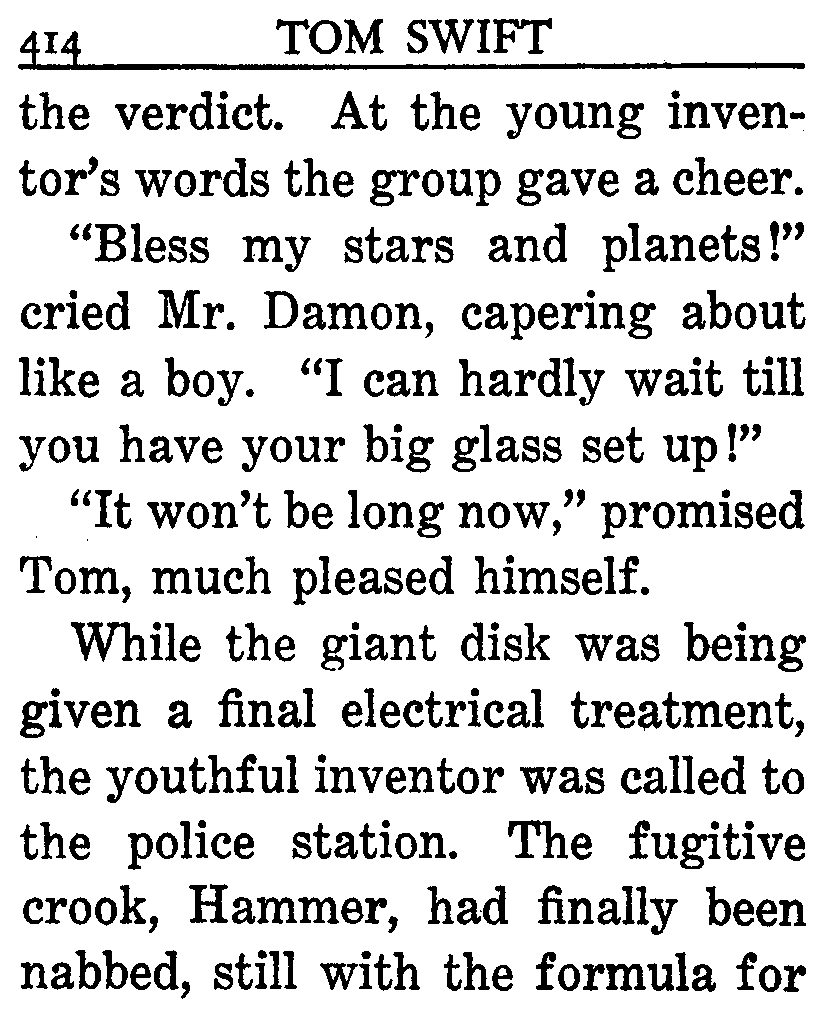 414 TOM SWIFT
the verdict. At the young inven-
tor's words the group gave a cheer.
"Bless my stars and planets!"
cried Mr. Damon, capering about
like a boy. "I can hardly wait till
you have your big glass set up!"
"It won't be long now," promised
Tom, much pleased himself.
While the giant disk was being
given a final electrical treatment,
the youthful inventor was called to
the police station. The fugitive
crook, Hammer, had finally been
nabbed, still with the formula for